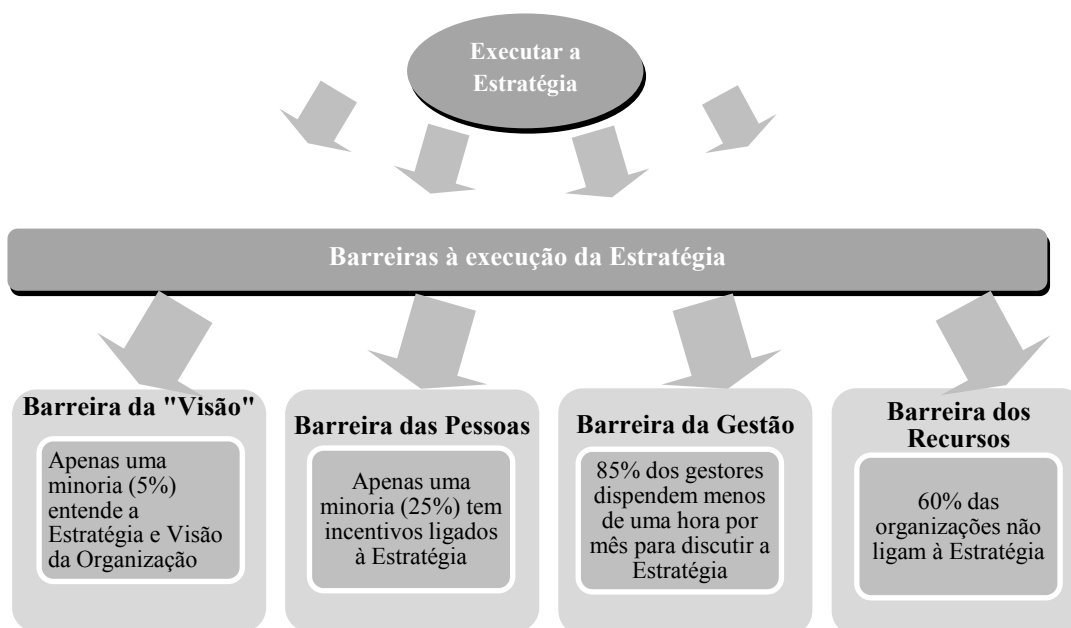 Executar a
Estratégia
Barreiras à execução da Estratégia
Barreira da "Visão"
Apenas uma
minoria (5%)
entende a
Estratégia e Visão
da Organização
Barreira das Pessoas
Apenas uma
minoria (25%) tem
incentivos ligados
à Estratégia
Barreira da Gestão
85% dos gestores
dispendem menos
de uma hora por
mês para discutir a
Estratégia
Barreira dos
Recursos
60% das
organizações não
ligam à Estratégia